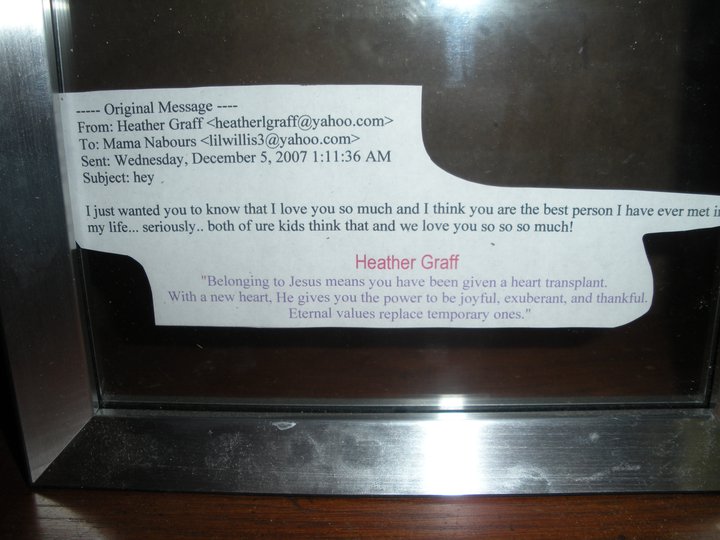 ----- Original Message ----
From: Heather Graff <heatherlgraff@yahoo.com>
To: Mama Nabours <lilwillis3@yahoo.com>
Sent: Wednesday, December 5, 2007 1:11:36 AM
Subject: hey
I just wanted you to know that I love you so much and I think you are the best person I have ever met
my life... seriously.. both of ure kids think that and we love you so so so much!
Heather Graff
"Belonging to Jesus means you have been given a heart transplant.
With a new heart, He gives you the power to be joyful, exuberant, and thankful.
Eternal values replace temporary ones."